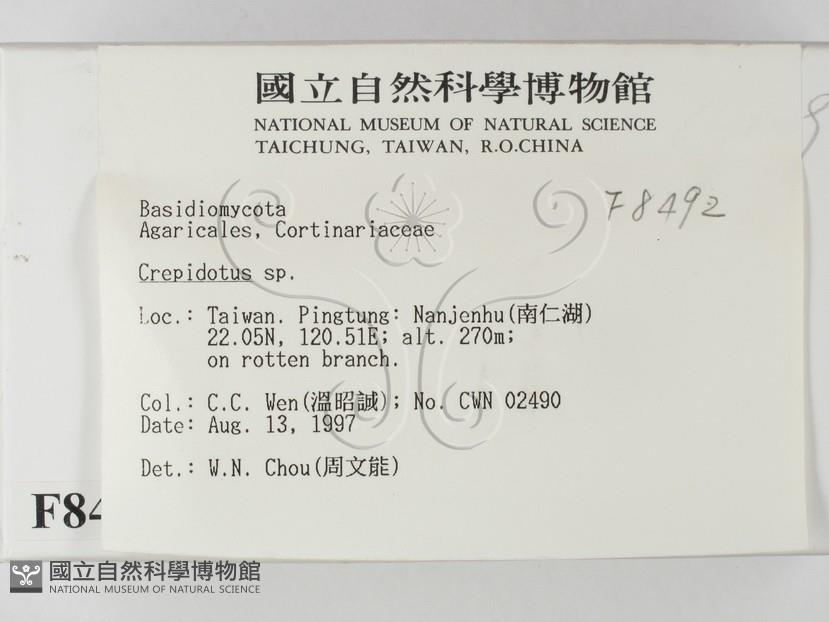 國立自然科學博物館
NATIONAL MUSEUM OF NATURAL SCIENCE
TAICHUNG, TAIWAN, R.O.CHINA
F8492
Basidiomycota
Agaricales, Cortinariaceae
Crepidotus sp.
Loc.: Taiwan. Pingtung: Nanjenhu(南仁湖)
22.05N, 120.51E; alt. 270m;
on rotten branch.
Col.: C.C. Wen(溫昭誠); No. CWN 02490
Date: Aug. 13, 1997
Det.: W.N. Chou(周文能)
F84
國立自然科學博物館
NATIONAL MUSEUM OF NATURAL SCIENCE